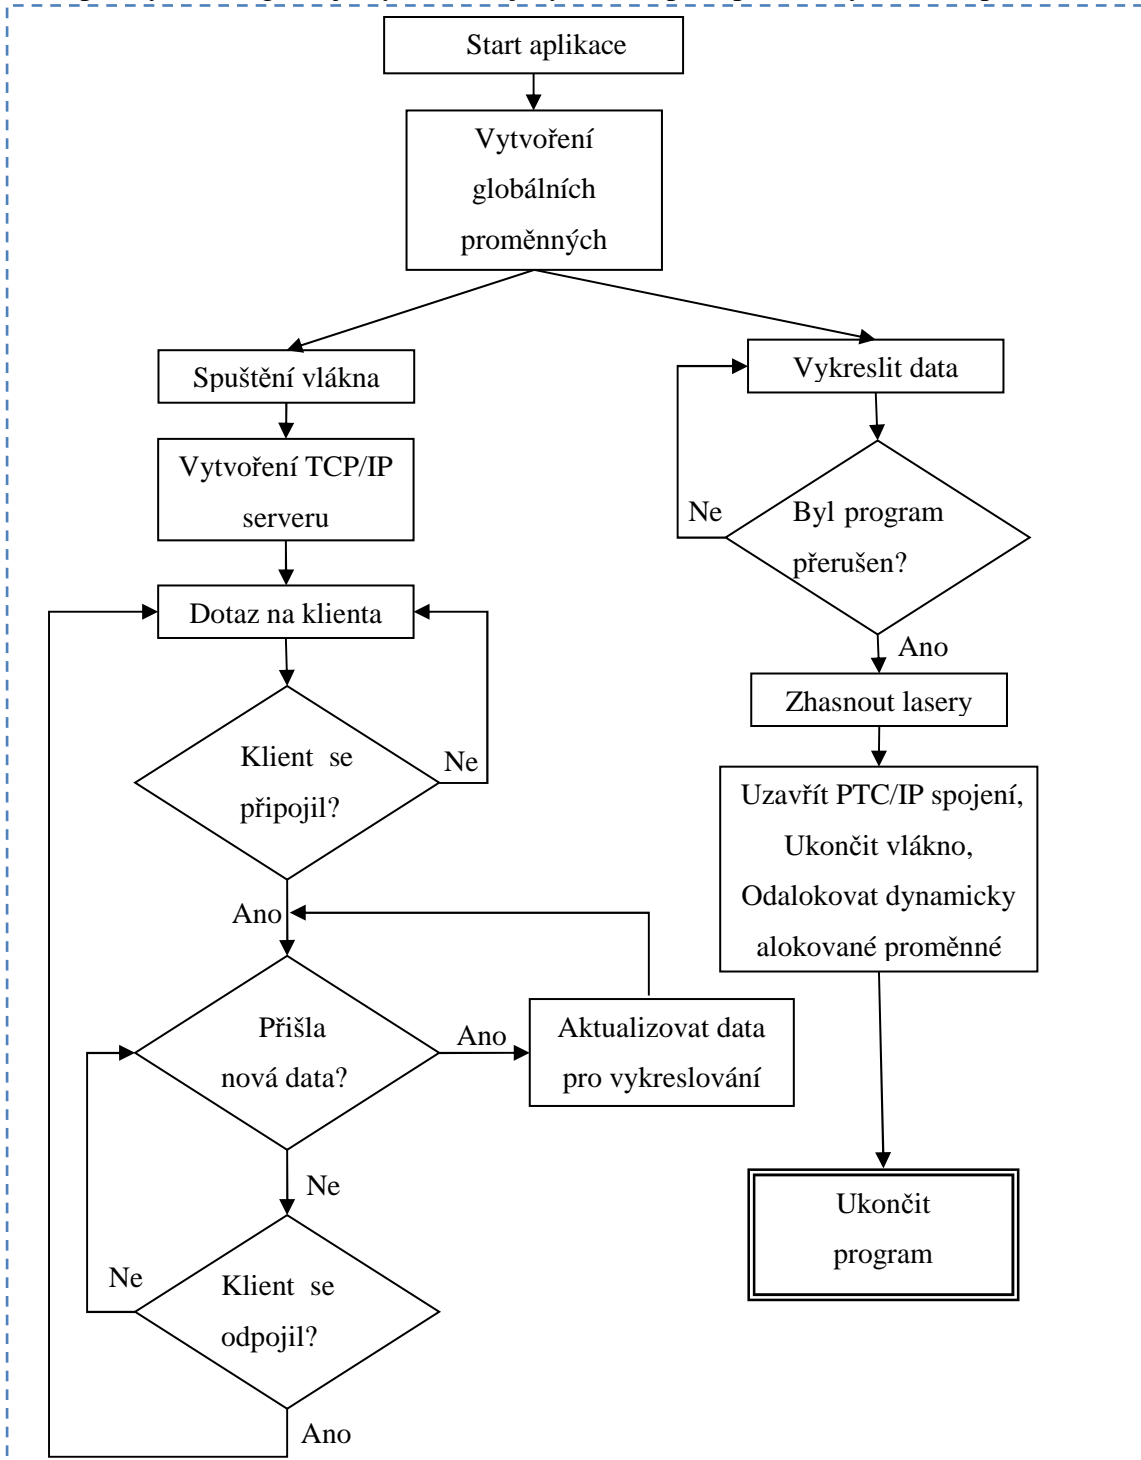 Start aplikace
Vytvoření
globálních
proměnných
Spuštění vlákna
Vytvoření TCP/IP
serveru
Dotaz na klienta
Klient se
připojil?
Ne
Ano
Přišla
nová data?
Ano
Aktualizovat data
pro vykreslování
Ne
Klient se
odpojil?
Ne
Ano
Vykreslit data
Byl program
přerušen?
Ne
Ano
Zhasnout lasery
Uzavřít PTC/IP spojení,
Ukončit vlákno,
Odalokovat dynamicky
alokované proměnné
Ukončit
program